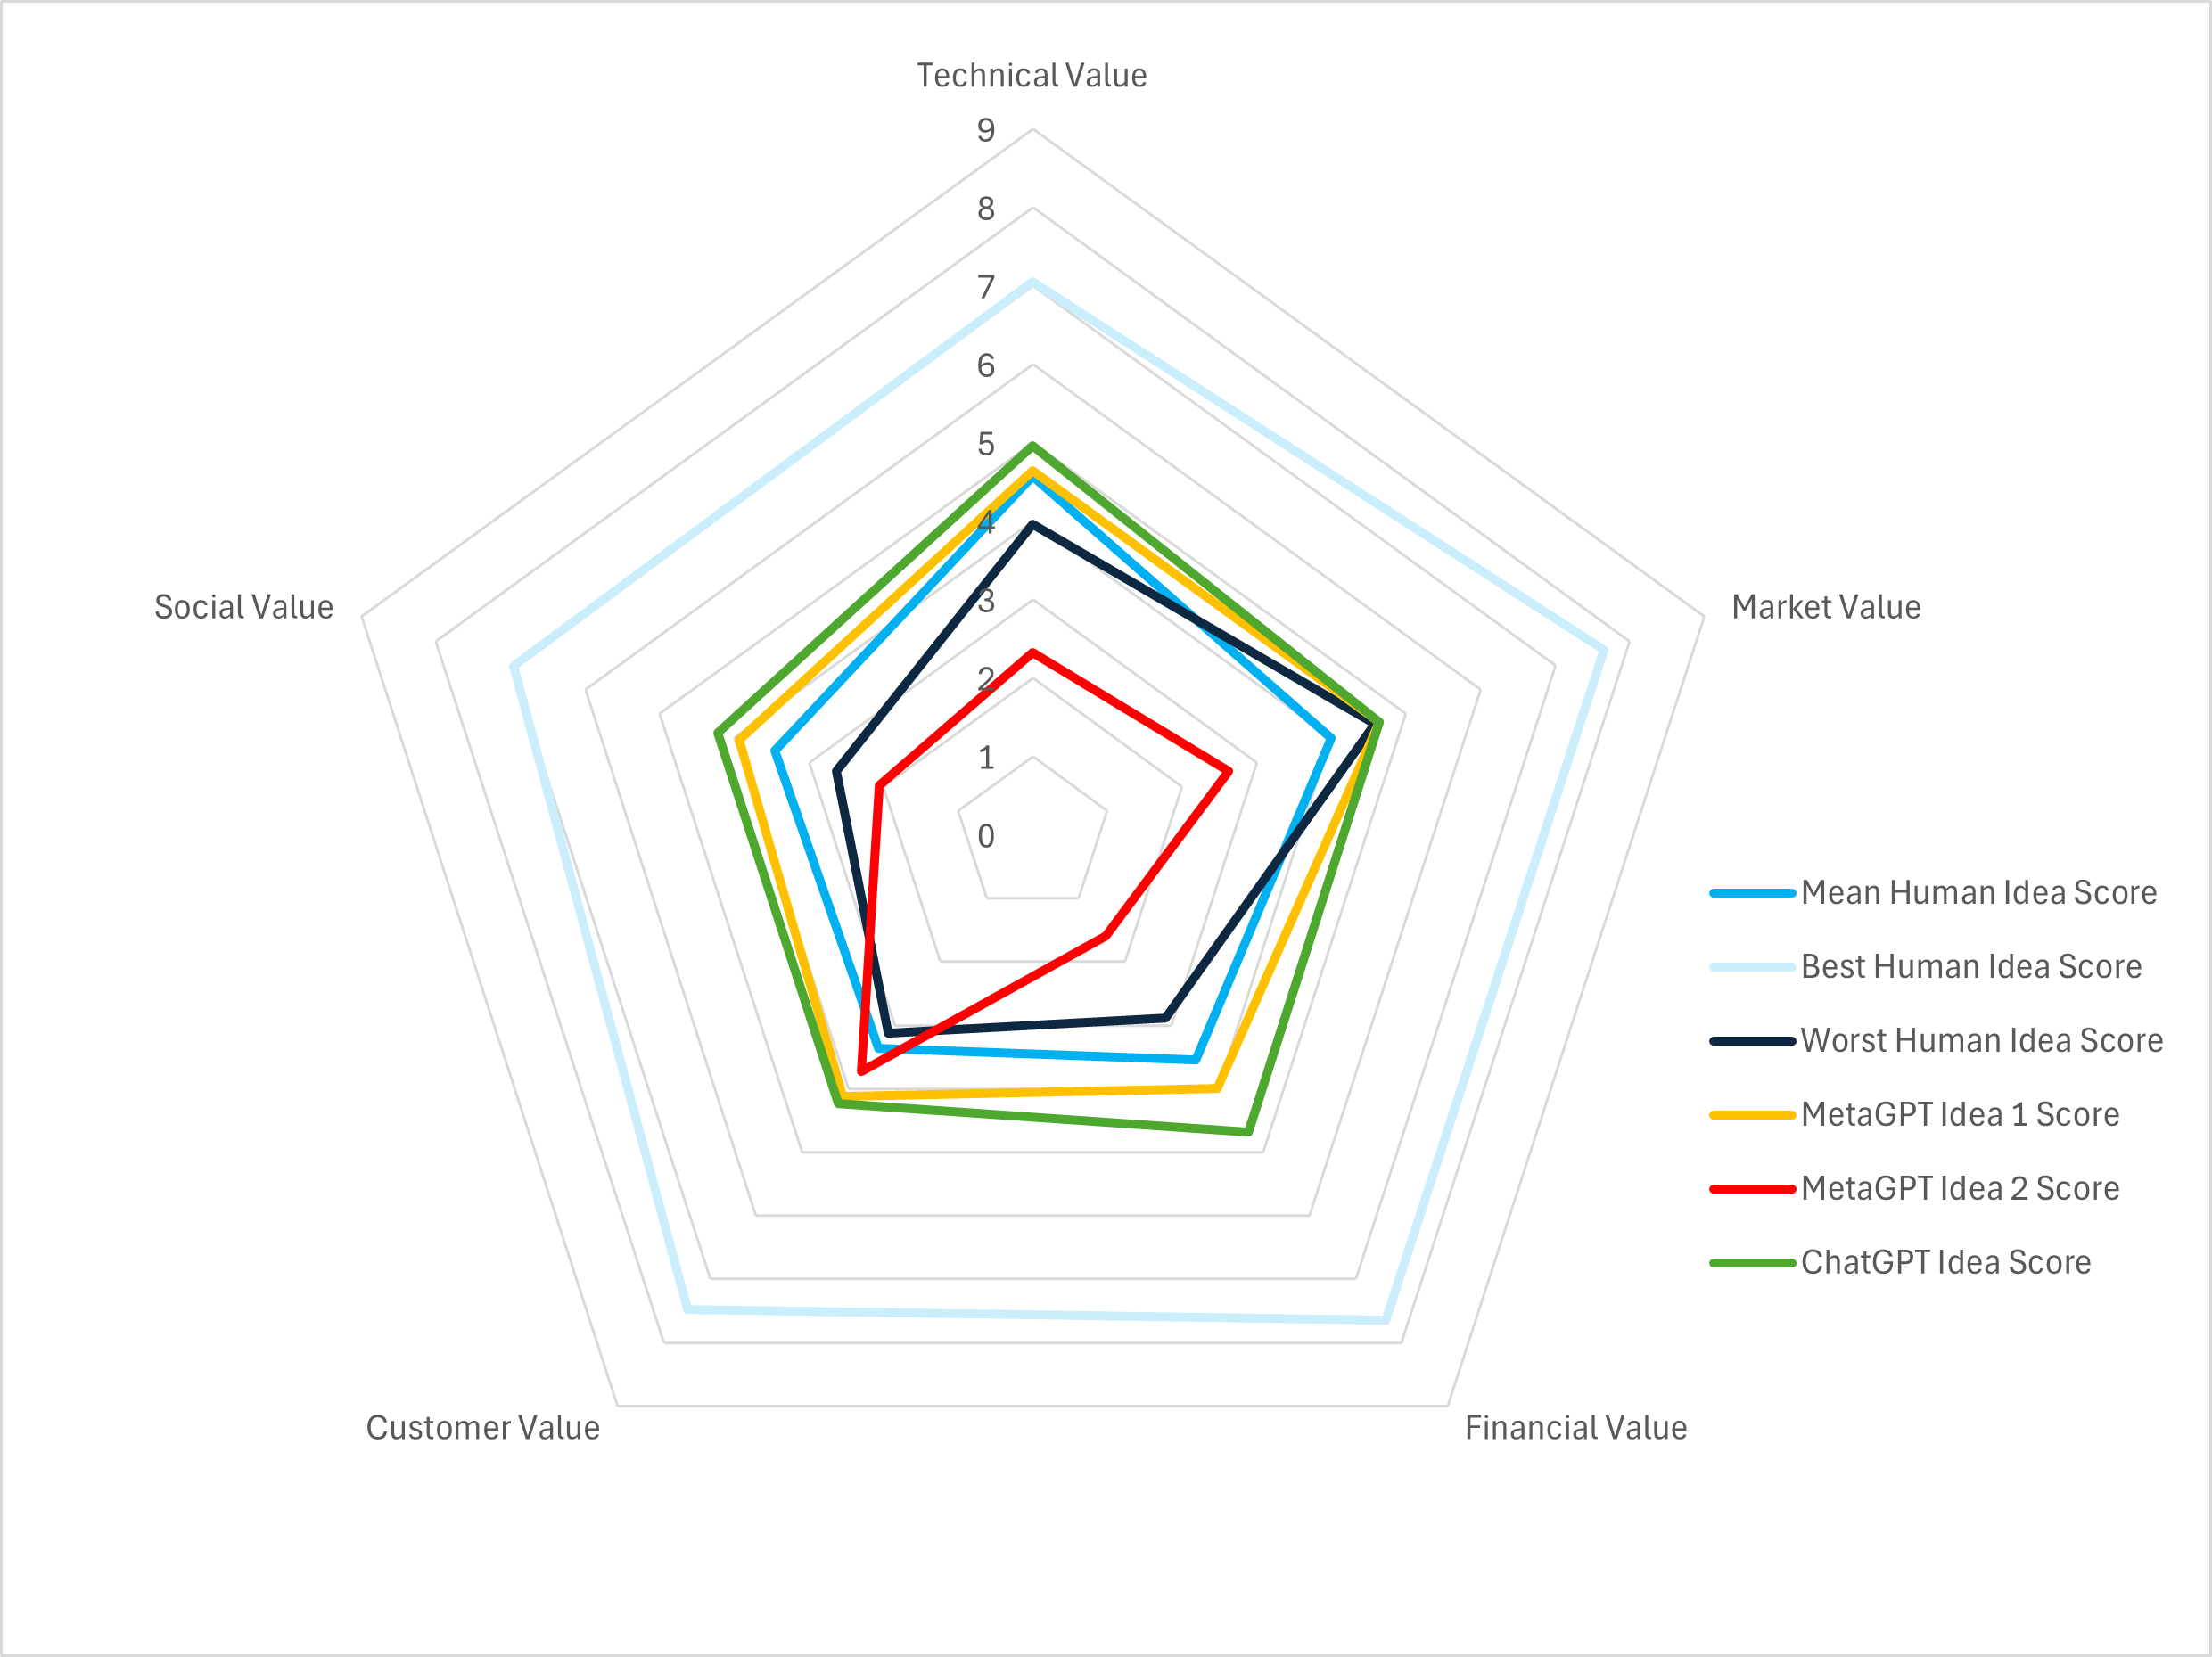 Technical Value
9
8
7
6
5
4
3
2
1
0
Social Value
Market Value
Customer Value
Financial Value
Mean Human Idea Score
Best Human Idea Score
Worst Human Idea Score
MetaGPT Idea 1 Score
MetaGPT Idea 2 Score
ChatGPT Idea Score